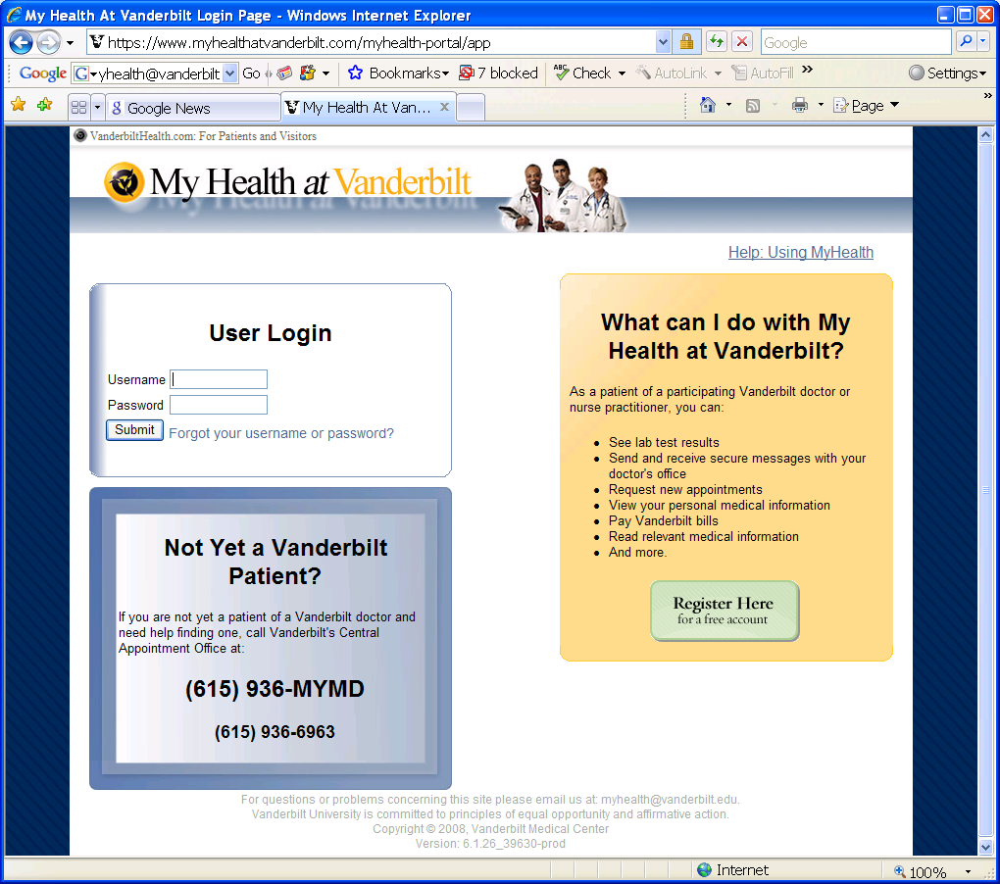 My Health At Vanderbilt Login Page - Windows Internet Explorer
https://www.myhealthatvanderbilt.com/myhealth-portal/app
Google
Google yhealth@vanderbilt Go Bookmarks 7 blocked ABC Check AutoLink AutoFill » Settings
Google News My Health At Van... Page »
VanderbiltHealth.com: For Patients and Visitors
My Health at Vanderbilt
Help: Using MyHealth
User Login
Username
Password
Submit Forgot your username or password?
Not Yet a Vanderbilt
Patient?
If you are not yet a patient of a Vanderbilt doctor and
need help finding one, call Vanderbilt's Central
Appointment Office at:
(615) 936-MYMD
(615) 936-6963
What can I do with My
Health at Vanderbilt?
As a patient of a participating Vanderbilt doctor or
nurse practitioner, you can:
• See lab test results
• Send and receive secure messages with your
doctor's office
• Request new appointments
• View your personal medical information
• Pay Vanderbilt bills
• Read relevant medical information
• And more.
Register Here
for a free account
For questions or problems concerning this site please email us at: myhealth@vanderbilt.edu.
Vanderbilt University is committed to principles of equal opportunity and affirmative action.
Copyright © 2008, Vanderbilt Medical Center
Version: 6.1.26_39630-prod
Internet 100%